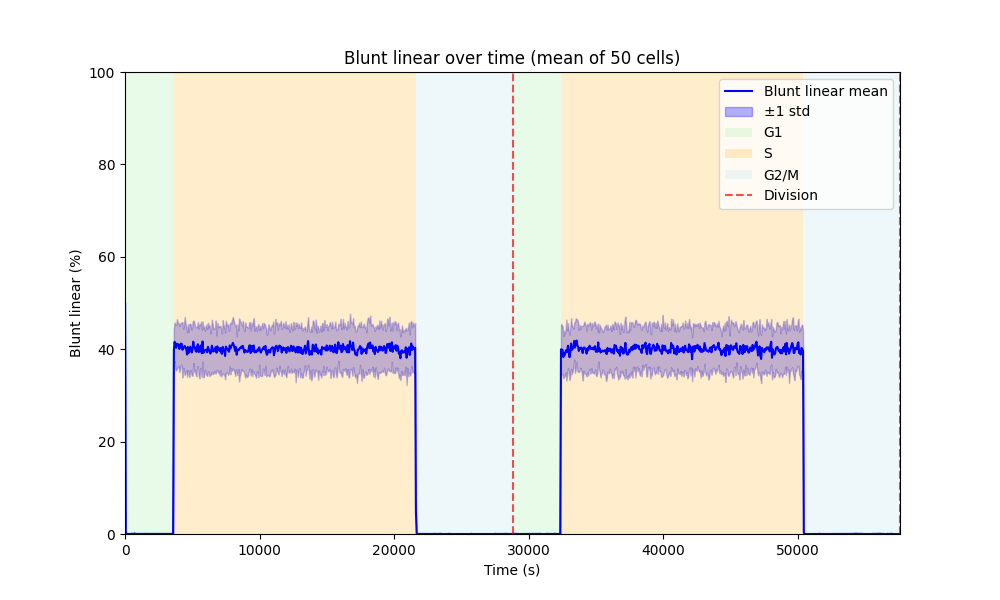 Blunt linear over time (mean of 50 cells)
100
80
60
40
20
0
Blunt linear (%)
Blunt linear mean
±1 std
G1
S
G2/M
Division
0 10000 20000 30000 40000 50000
Time (s)